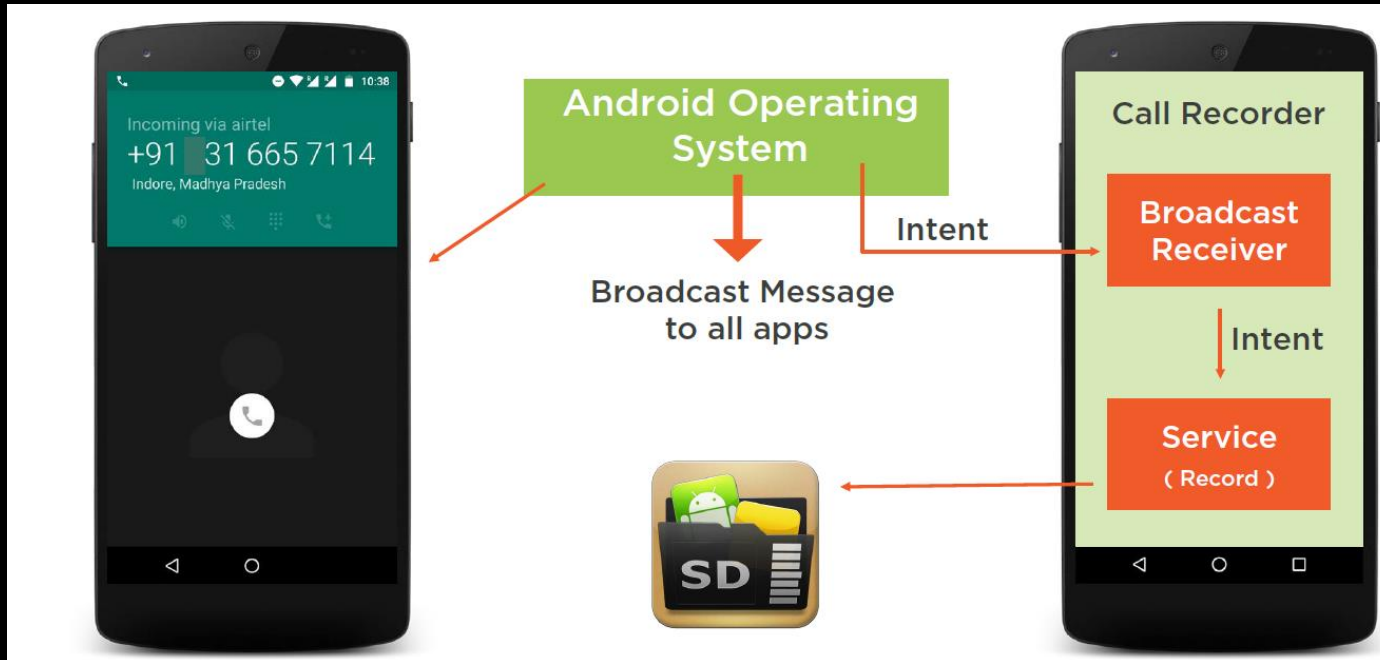 10:38
Incoming via airtel
+91 31 665 7114
Indore, Madhya Pradesh
Android Operating
System
Intent
Broadcast Message
to all apps
SD
Call Recorder
Broadcast
Receiver
Intent
Service
( Record )